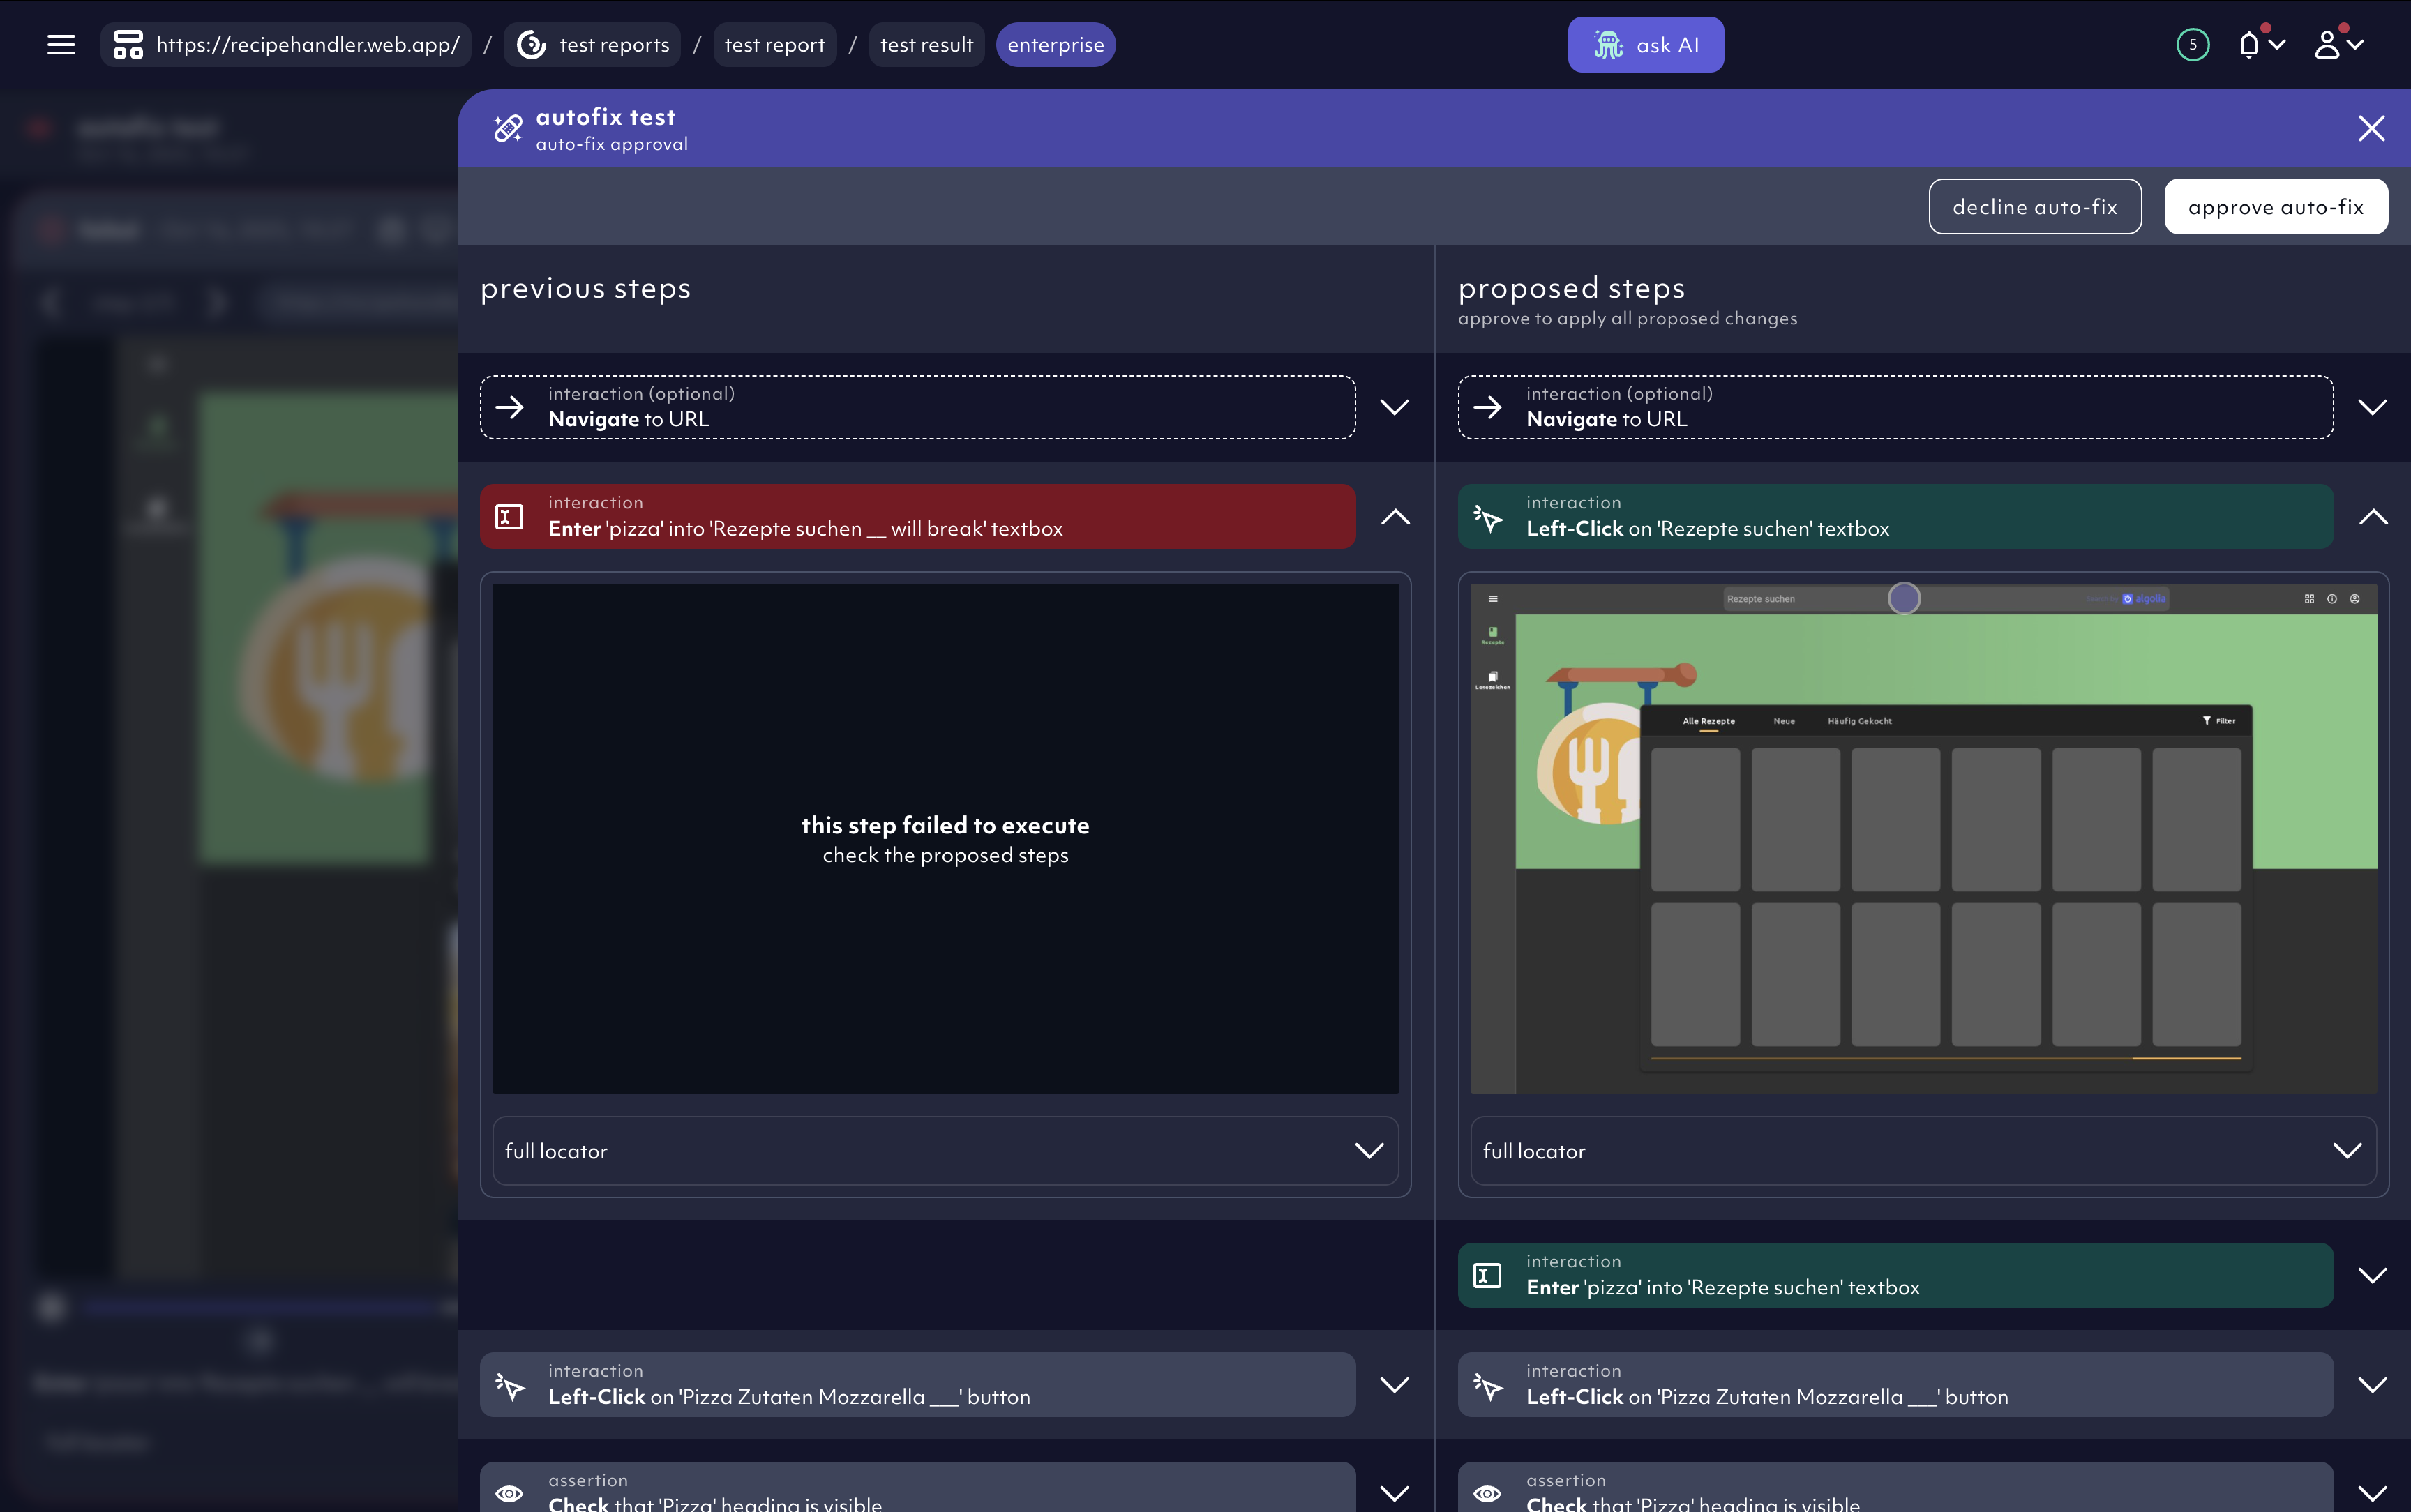 https://recipehandler.web.app/ / test reports / test report / test result enterprise
ask AI
5
autofix test
auto-fix approval
decline auto-fix
approve auto-fix
previous steps
proposed steps
approve to apply all proposed changes
interaction (optional)
Navigate to URL
interaction (optional)
Navigate to URL
interaction
Enter 'pizza' into 'Rezepte suchen __ will break' textbox
interaction
Left-Click on 'Rezepte suchen' textbox
this step failed to execute
check the proposed steps
Rezepte suchen
algolia
Rezepte
Lesezeichen
Alle Rezepte
Neue
Häufig Gekocht
Filter
full locator
full locator
interaction
Enter 'pizza' into 'Rezepte suchen' textbox
interaction
Left-Click on 'Pizza Zutaten Mozzarella ___' button
interaction
Left-Click on 'Pizza Zutaten Mozzarella ___' button
assertion
Check that 'Pizza' heading is visible
assertion
Check that 'Pizza' heading is visible